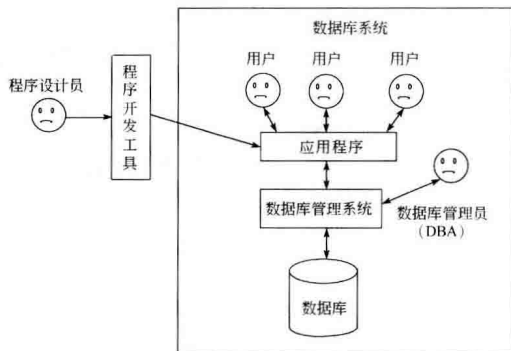 数据库系统
用户 用户 用户
程序设计员
程序开发工具
应用程序
数据库管理系统
数据库管理员
(DBA)
数据库